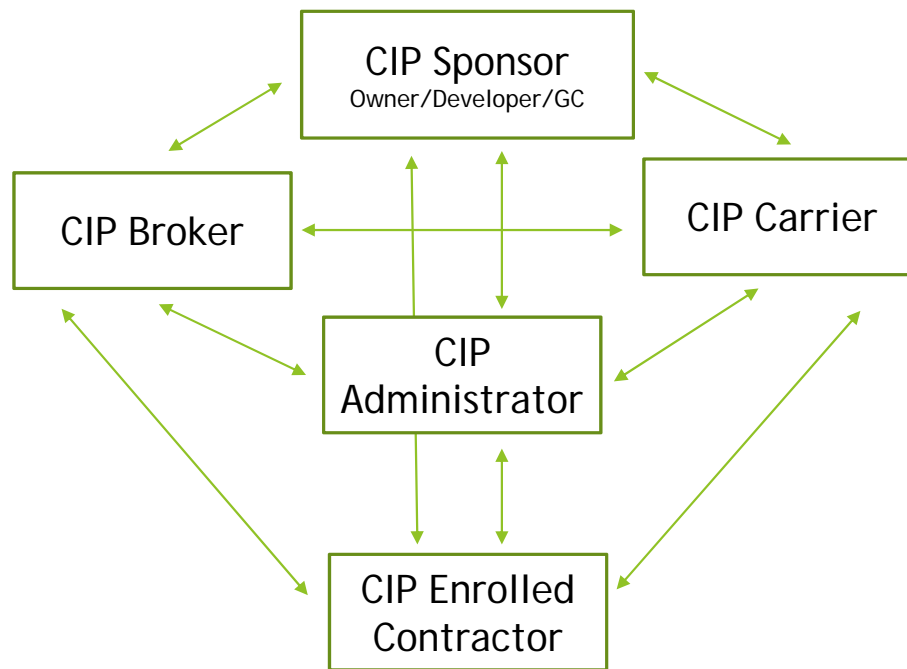 CIP Sponsor
Owner/Developer/GC
CIP Broker
CIP Carrier
CIP
Administrator
CIP Enrolled
Contractor